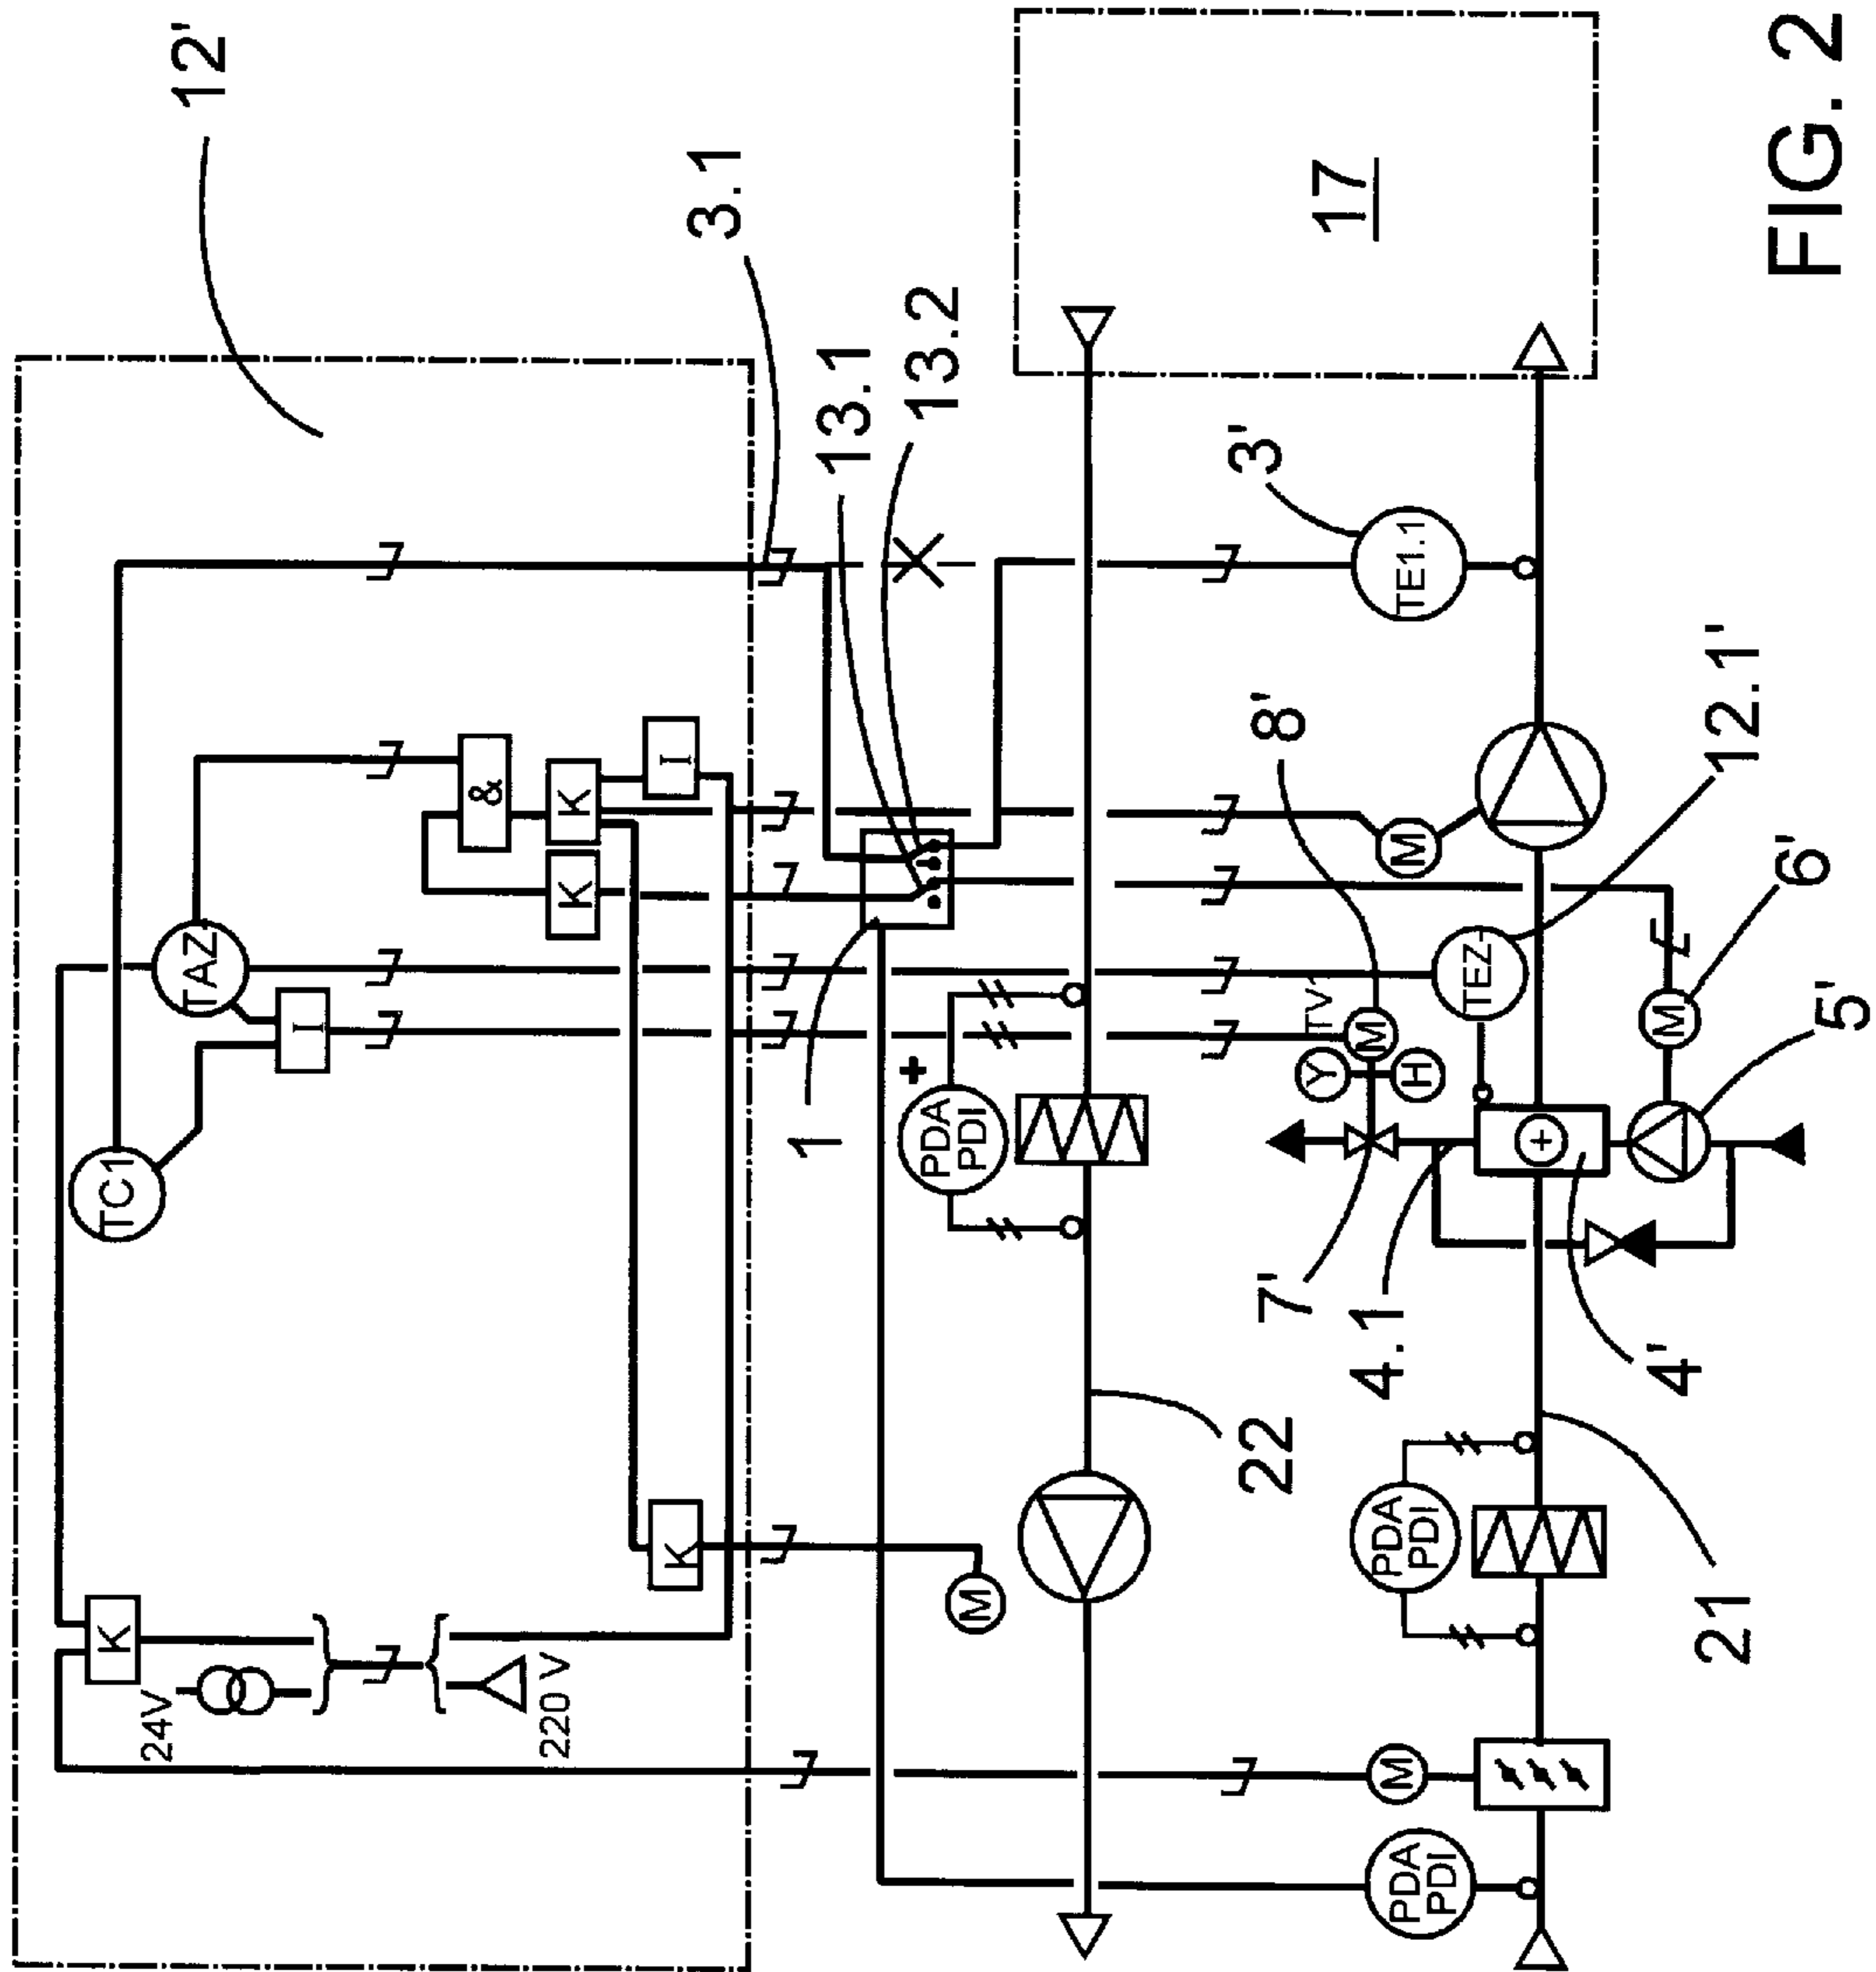 12'
TC1
TAZ
I
K
24V
220 V
&
K
K
I
K
3.1
13.1
13.2
1
+
PDA
PDI
M
17
22
3'
TE1.1
8'
TV1
Y
M
H
TEZ-
M
12.1'
6'
M
5'
+
7'
4.1
4'
PDA
PDI
21
M
PDA
PDI
FIG. 2